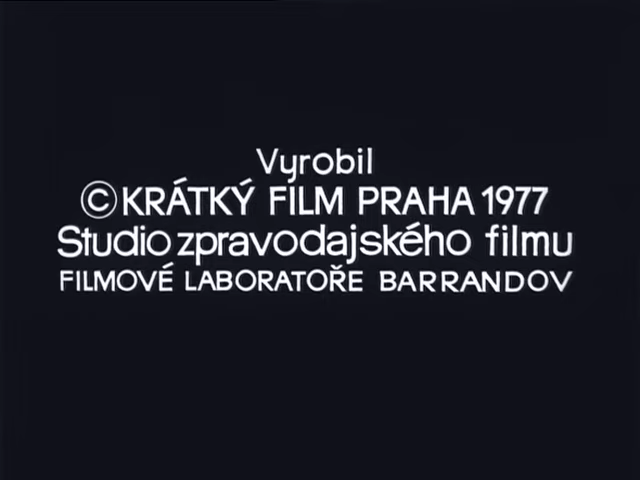 Vyrobil
© KRÁTKÝ FILM PRAHA 1977
Studio zpravodajského filmu
FILMOVÉ LABORATOŘE BARRANDOV